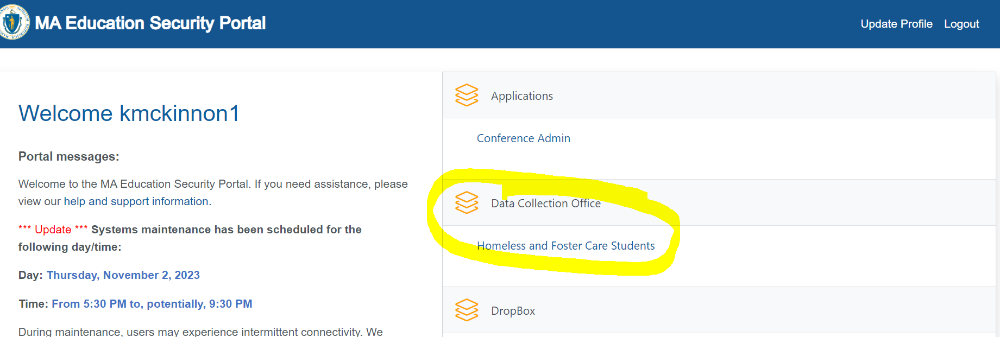 MA Education Security Portal
Update Profile Logout
Welcome kmckinnon1
Portal messages:
Welcome to the MA Education Security Portal. If you need assistance, please
view our help and support information.
*** Update *** Systems maintenance has been scheduled for the
following day/time:
Day: Thursday, November 2, 2023
Time: From 5:30 PM to, potentially, 9:30 PM
During maintenance, users may experience intermittent connectivity. We
Applications
Conference Admin
Data Collection Office
Homeless and Foster Care Students
DropBox